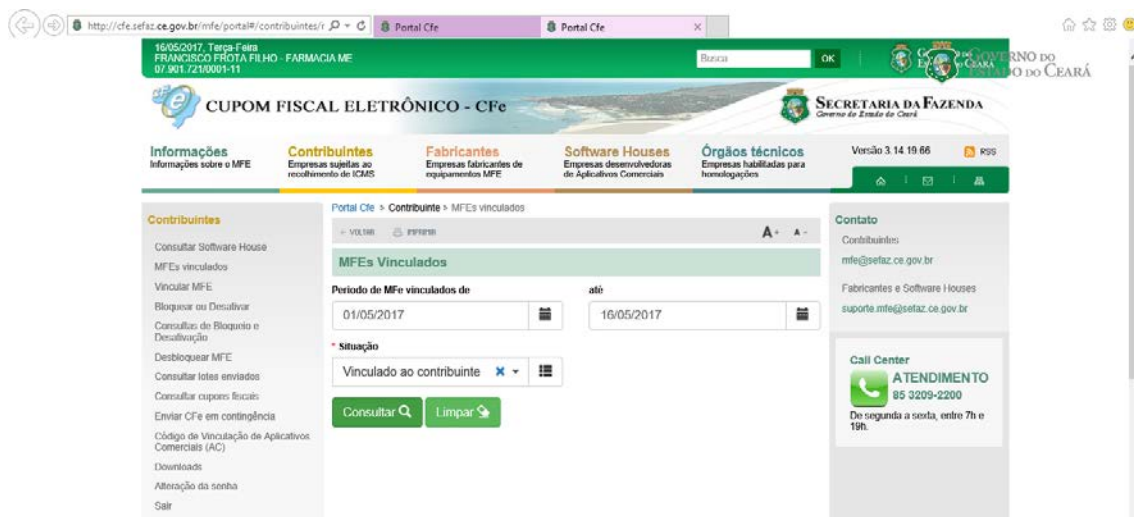 http://cfe.sefaz.ce.gov.br/mfe/portal#/contribuintes/r
Portal Cfe
Portal Cfe
16/05/2017, Terça-Feira
FRANCISCO FROTA FILHO - FARMACIA ME
07.901.721/0001-11
Busca
OK
GOVERNO DO
ESTADO DO CEARÁ
CUPOM FISCAL ELETRÔNICO - CFe
SECRETARIA DA FAZENDA
Governo do Estado do Ceará
Informações
Informações sobre o MFE
Contribuintes
Empresas sujeitas ao
recolhimento de ICMS
Fabricantes
Empresas fabricantes de
equipamentos MFE
Software Houses
Empresas desenvolvedoras
de Aplicativos Comerciais
Órgãos técnicos
Empresas habilitadas para
homologações
Versão 3.14.19.66
RSS
Contribuintes
Consultar Software House
MFEs vinculados
Vincular MFE
Bloquear ou Desativar
Consultas de Bloqueio e
Desativação
Desbloquear MFE
Consultar lotes enviados
Consultar cupons fiscais
Enviar CFe em contingência
Código de Vinculação de Aplicativos
Comerciais (AC)
Downloads
Alteração da senha
Sair
Portal Cfe > Contribuinte > MFEs vinculados
VOLTAR IMPRIMIR A+ A-
MFEs Vinculados
Período de MFe vinculados de
até
01/05/2017
16/05/2017
* Situação
Vinculado ao contribuinte
Consultar
Limpar
Contato
Contribuintes
mfe@sefaz.ce.gov.br
Fabricantes e Software Houses
suporte.mfe@sefaz.ce.gov.br
Call Center
ATENDIMENTO
85 3209-2200
De segunda a sexta, entre 7h e
19h.